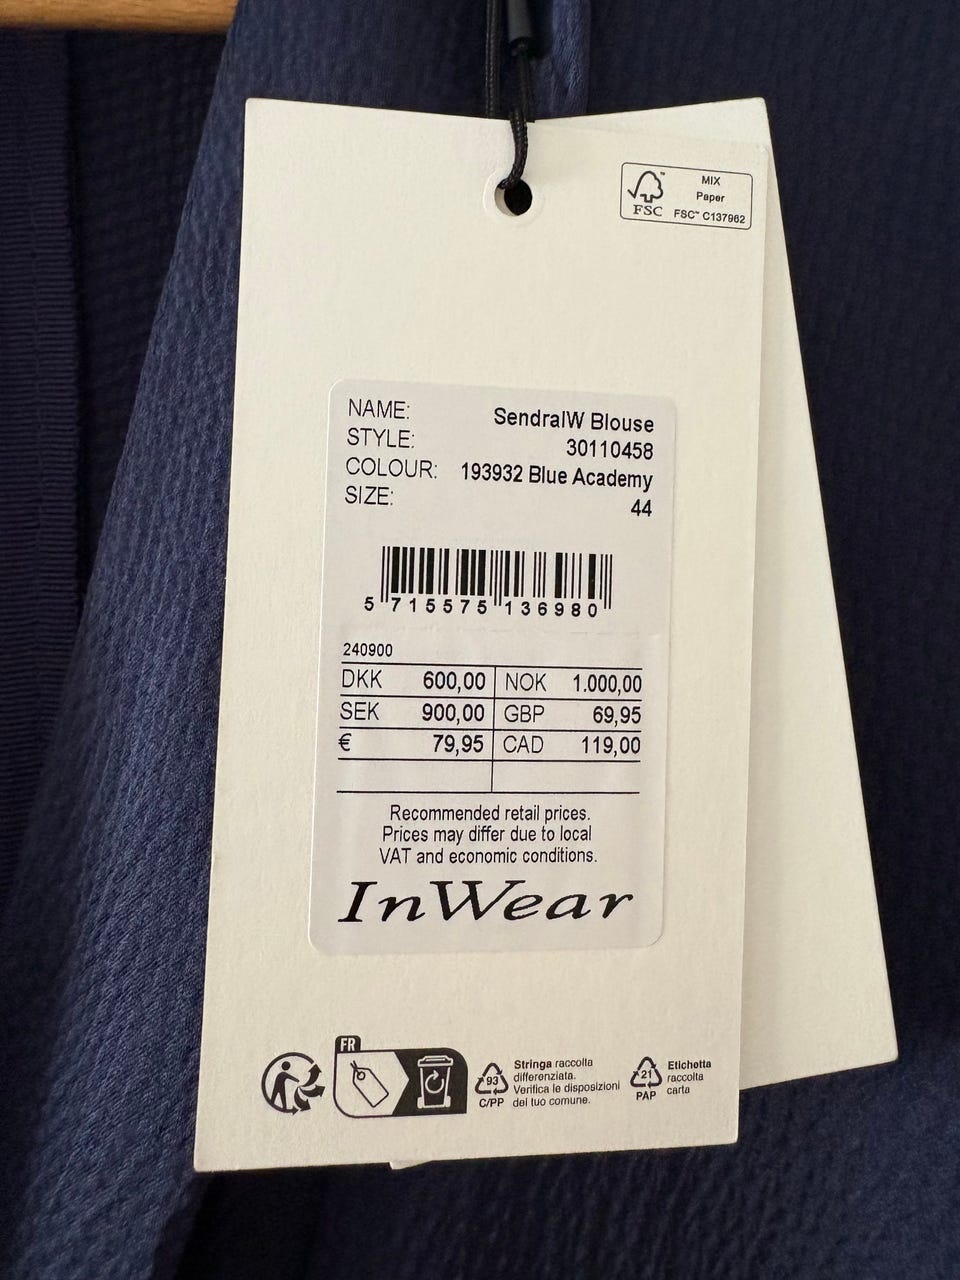 MIX
Paper
FSC™ C137962
FSC
NAME: SendraIW Blouse
STYLE: 30110458
COLOUR: 193932 Blue Academy
SIZE: 44
5 715575 136980
240900
DKK 600,00 NOK 1.000,00
SEK 900,00 GBP 69,95
€ 79,95 CAD 119,00
Recommended retail prices.
Prices may differ due to local
VAT and economic conditions.
InWear
FR
93
C/PP
Stringa raccolta
differenziata.
Verifica le disposizioni
del tuo comune.
21
PAP
Etichetta
raccolta
carta